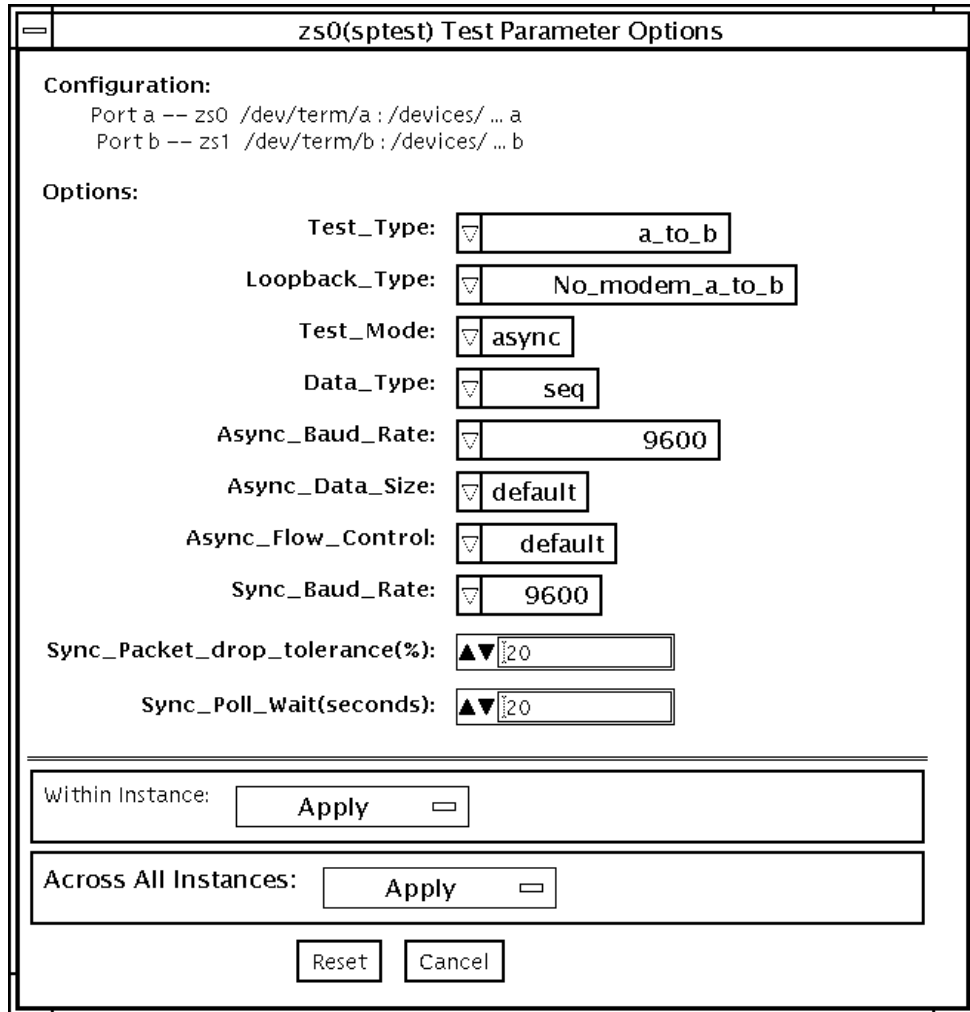 zs0(sptest) Test Parameter Options
Configuration:
Port a -- zs0 /dev/term/a : /devices/ ... a
Port b -- zs1 /dev/term/b : /devices/ ... b
Options:
Test_Type: a_to_b
Loopback_Type: No_modem_a_to_b
Test_Mode: async
Data_Type: seq
Async_Baud_Rate: 9600
Async_Data_Size: default
Async_Flow_Control: default
Sync_Baud_Rate: 9600
Sync_Packet_drop_tolerance(%): 20
Sync_Poll_Wait(seconds): 20
Within Instance: Apply
Across All Instances: Apply
Reset Cancel